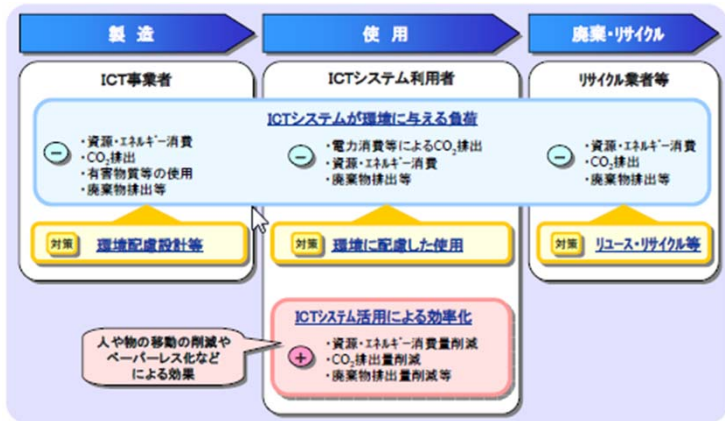 製 造
使 用
廃棄・リサイクル
ICT事業者
ICTシステム利用者
リサイクル業者等
ICTシステムが環境に与える負荷
−
・資源・エネルギー消費
・CO₂排出
・有害物質等の使用
・廃棄物排出等
−
・電力消費等によるCO₂排出
・資源・エネルギー消費
・廃棄物排出等
−
・資源・エネルギー消費
・CO₂排出
・廃棄物排出等
対策 環境配慮設計等
対策 環境に配慮した使用
対策 リユース・リサイクル等
ICTシステム活用による効率化
人や物の移動の削減や
ペーパーレス化など
による効果
+
・資源・エネルギー消費量削減
・CO₂排出量削減
・廃棄物排出量削減等